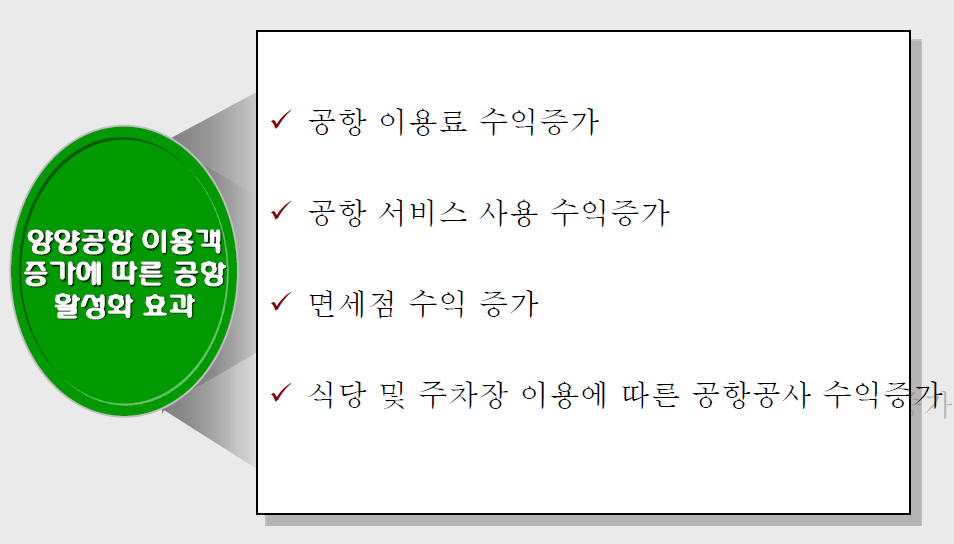 양양공항 이용객
증가에 따른 공항
활성화 효과
✓ 공항 이용료 수익증가
✓ 공항 서비스 사용 수익증가
✓ 면세점 수익 증가
✓ 식당 및 주차장 이용에 따른 공항공사 수익증가